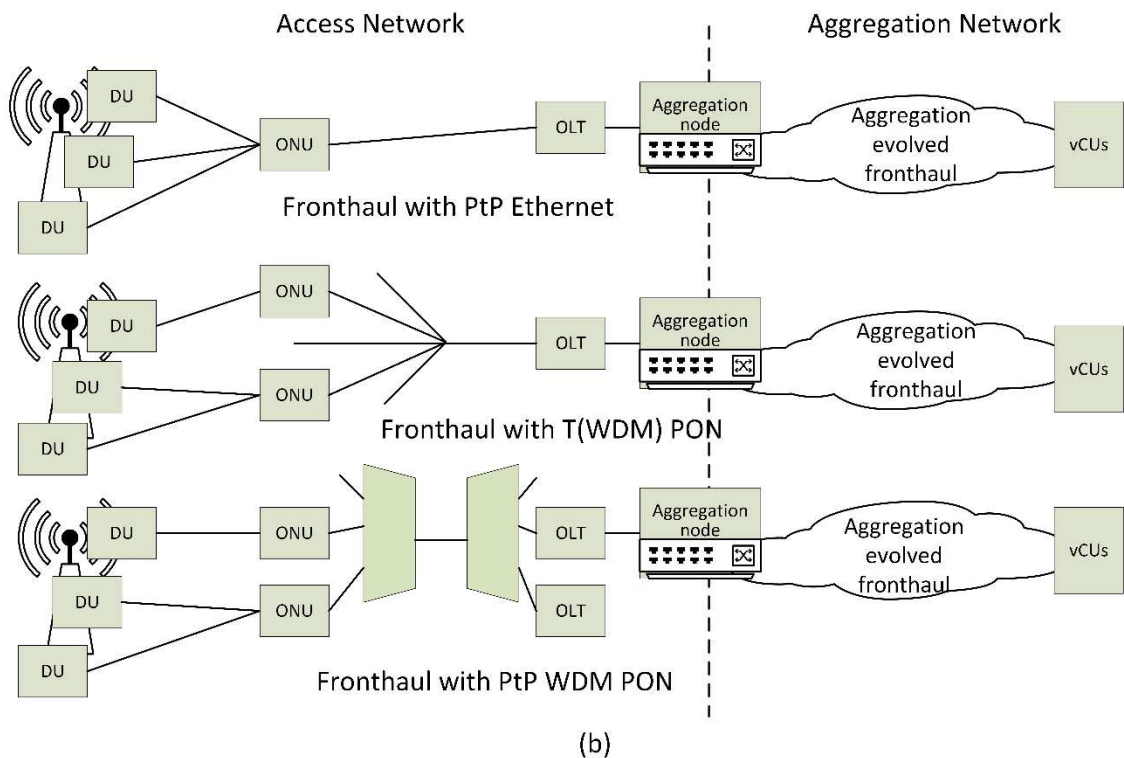 Access Network
Aggregation Network
DU
DU
DU
ONU
OLT
Aggregation
node
Aggregation
evolved
fronthaul
vCUs
Fronthaul with PtP Ethernet
DU
DU
DU
ONU
ONU
OLT
Aggregation
node
Aggregation
evolved
fronthaul
vCUs
Fronthaul with T(WDM) PON
DU
DU
DU
ONU
ONU
OLT
OLT
Aggregation
node
Aggregation
evolved
fronthaul
vCUs
Fronthaul with PtP WDM PON
(b)